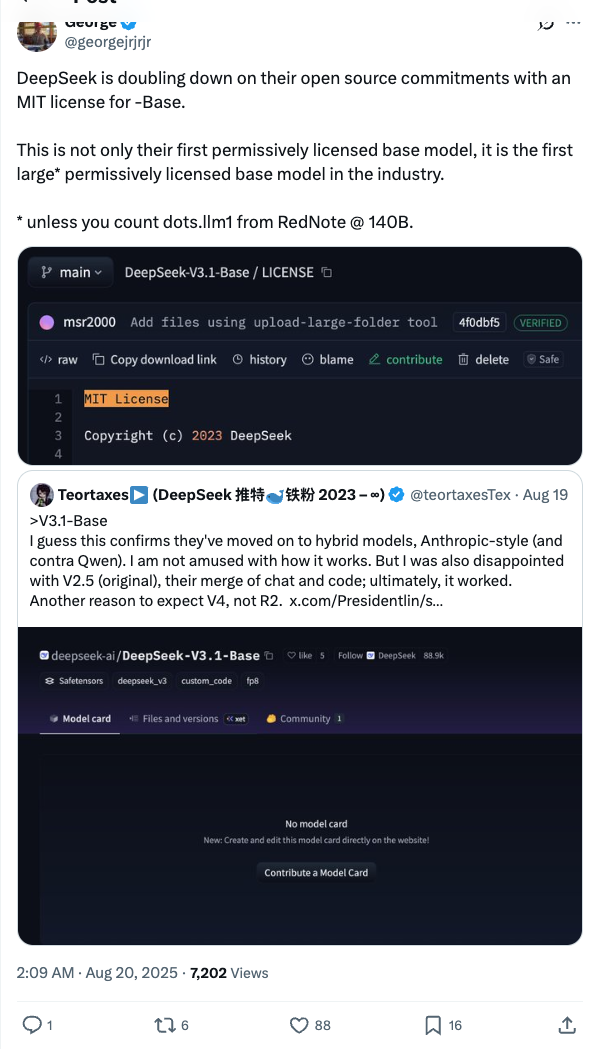 Post
George
@georgejrjrjr
DeepSeek is doubling down on their open source commitments with an
MIT license for -Base.
This is not only their first permissively licensed base model, it is the first
large* permissively licensed base model in the industry.
* unless you count dots.llm1 from RedNote @ 140B.
main DeepSeek-V3.1-Base / LICENSE
msr2000 Add files using upload-large-folder tool 4f0dbf5 VERIFIED
</> raw Copy download link history blame contribute delete Safe
1 MIT License
2
3 Copyright (c) 2023 DeepSeek
4
Teortaxes▶️ (DeepSeek 推特🐋铁粉 2023 – ∞) @teortaxesTex · Aug 19
>V3.1-Base
I guess this confirms they've moved on to hybrid models, Anthropic-style (and
contra Qwen). I am not amused with how it works. But I was also disappointed
with V2.5 (original), their merge of chat and code; ultimately, it worked.
Another reason to expect V4, not R2. x.com/Presidentlin/s...
deepseek-ai/DeepSeek-V3.1-Base like 5 Follow DeepSeek 88.9k
Safetensors deepseek_v3 custom_code fp8
Model card Files and versions xet Community 1
No model card
New: Create and edit this model card directly on the website!
Contribute a Model Card
2:09 AM · Aug 20, 2025 · 7,202 Views
1 6 88 16